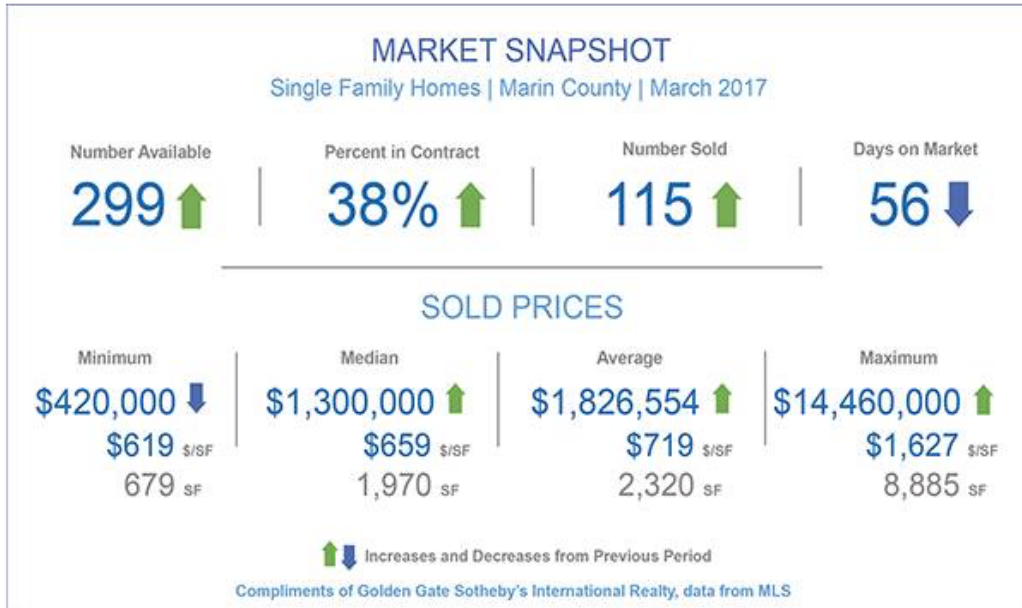 MARKET SNAPSHOT
Single Family Homes | Marin County | March 2017
Number Available
299
Percent in Contract
38%
Number Sold
115
Days on Market
56
SOLD PRICES
Minimum
$420,000
$619 $/SF
679 SF
Median
$1,300,000
$659 $/SF
1,970 SF
Average
$1,826,554
$719 $/SF
2,320 SF
Maximum
$14,460,000
$1,627 $/SF
8,885 SF
Increases and Decreases from Previous Period
Compliments of Golden Gate Sotheby's International Realty, data from MLS